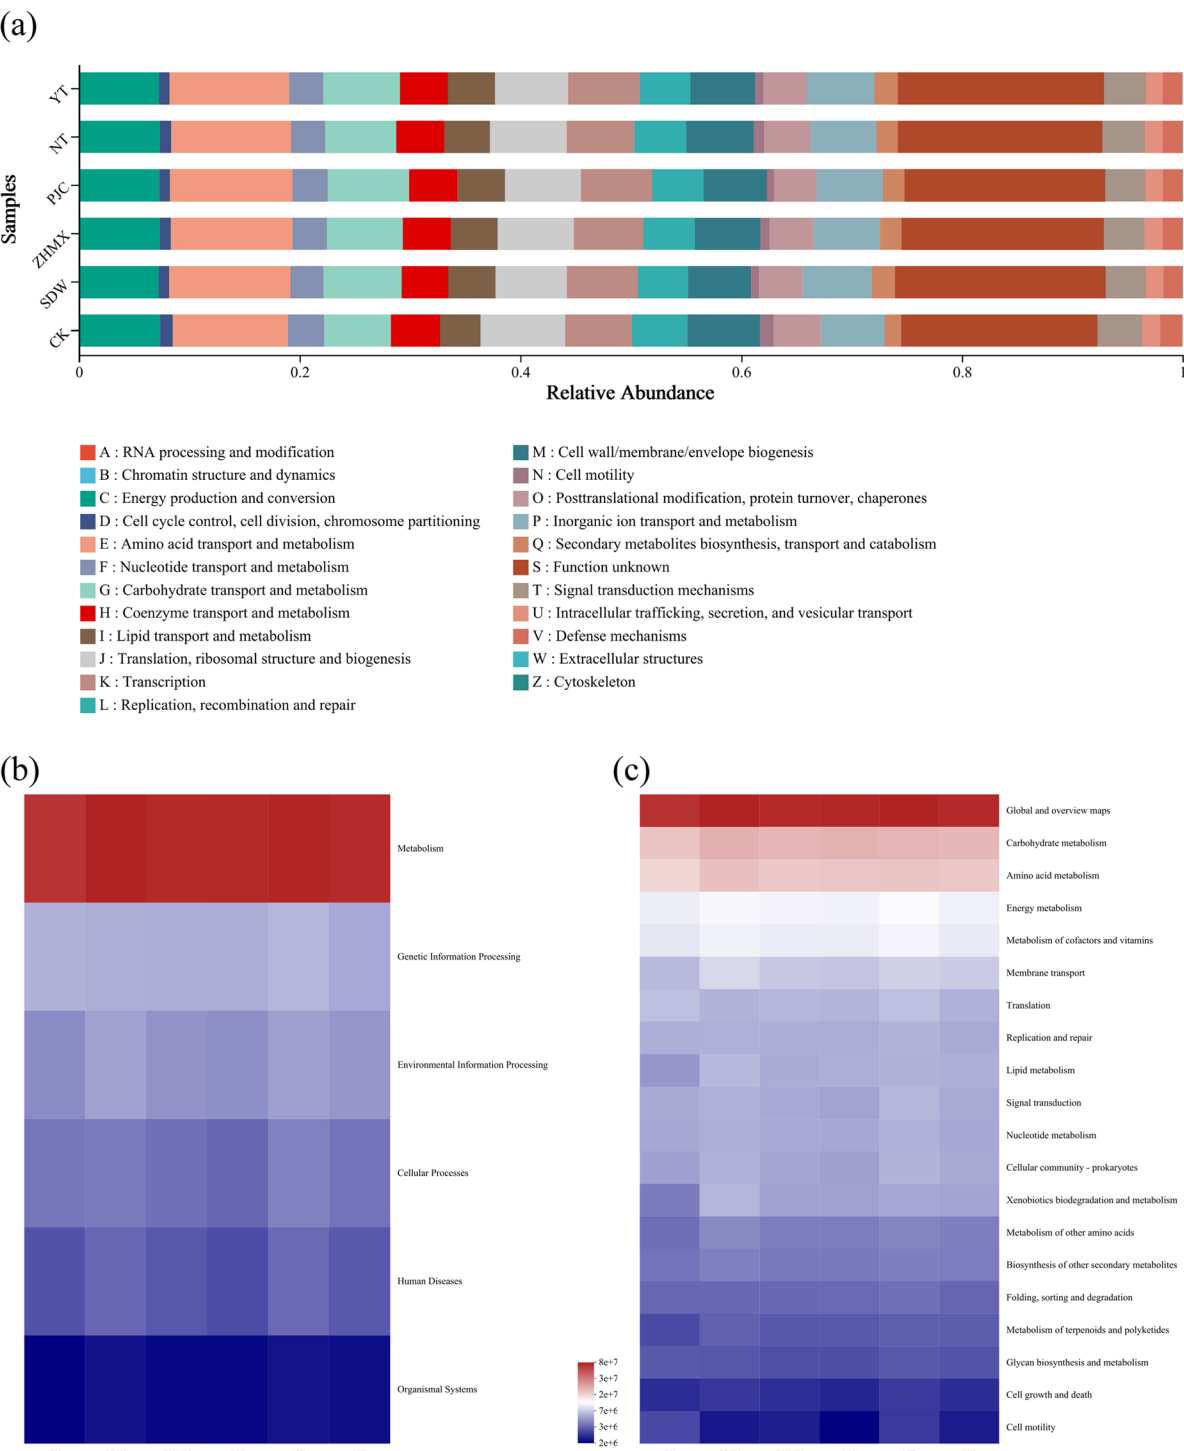 (a)
Samples
YT
NT
PJC
ZHMX
SDW
CK
0 0.2 0.4 0.6 0.8 1
Relative Abundance
A : RNA processing and modification
B : Chromatin structure and dynamics
C : Energy production and conversion
D : Cell cycle control, cell division, chromosome partitioning
E : Amino acid transport and metabolism
F : Nucleotide transport and metabolism
G : Carbohydrate transport and metabolism
H : Coenzyme transport and metabolism
I : Lipid transport and metabolism
J : Translation, ribosomal structure and biogenesis
K : Transcription
L : Replication, recombination and repair
M : Cell wall/membrane/envelope biogenesis
N : Cell motility
O : Posttranslational modification, protein turnover, chaperones
P : Inorganic ion transport and metabolism
Q : Secondary metabolites biosynthesis, transport and catabolism
S : Function unknown
T : Signal transduction mechanisms
U : Intracellular trafficking, secretion, and vesicular transport
V : Defense mechanisms
W : Extracellular structures
Z : Cytoskeleton
(b)
Metabolism
Genetic Information Processing
Environmental Information Processing
Cellular Processes
Human Diseases
Organismal Systems
8e+7
3e+7
2e+7
7e+6
3e+6
2e+6
(c)
Global and overview maps
Carbohydrate metabolism
Amino acid metabolism
Energy metabolism
Metabolism of cofactors and vitamins
Membrane transport
Translation
Replication and repair
Lipid metabolism
Signal transduction
Nucleotide metabolism
Cellular community - prokaryotes
Xenobiotics biodegradation and metabolism
Metabolism of other amino acids
Biosynthesis of other secondary metabolites
Folding, sorting and degradation
Metabolism of terpenoids and polyketides
Glycan biosynthesis and metabolism
Cell growth and death
Cell motility